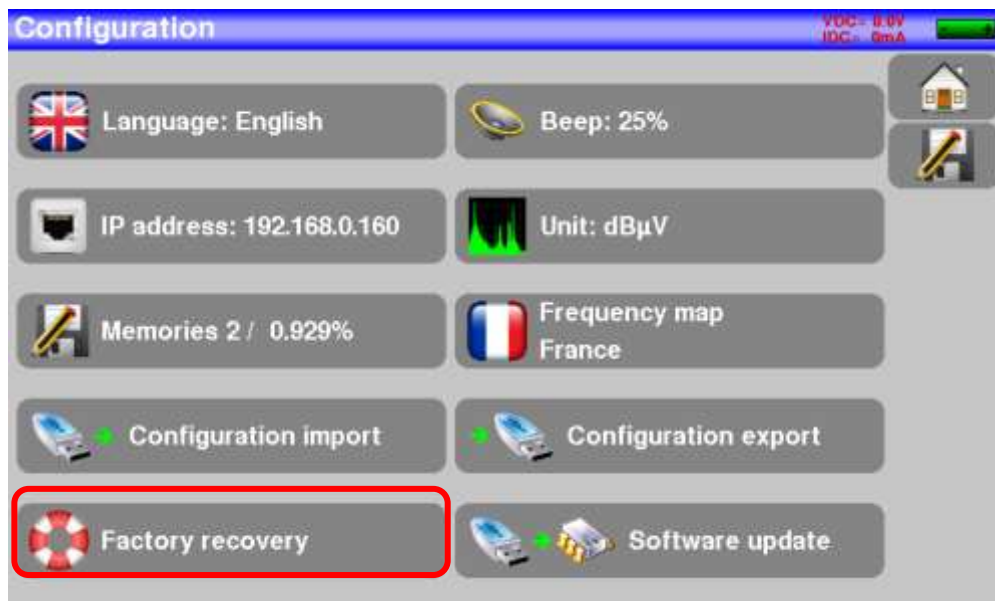 Configuration
VDC= 0.0V
IDC= 0mA
Language: English
Beep: 25%
IP address: 192.168.0.160
Unit: dBµV
Memories 2 / 0.929%
Frequency map
France
Configuration import
Configuration export
Factory recovery
Software update